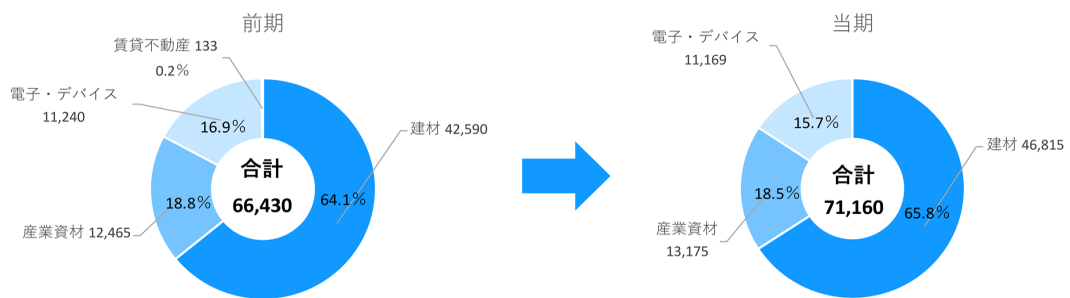 前期
賃貸不動産 133
0.2%
電子・デバイス
11,240
16.9%
建材 42,590
合計
66,430
64.1%
18.8%
産業資材 12,465
当期
電子・デバイス
11,169
15.7%
建材 46,815
合計
71,160
65.8%
18.5%
産業資材
13,175